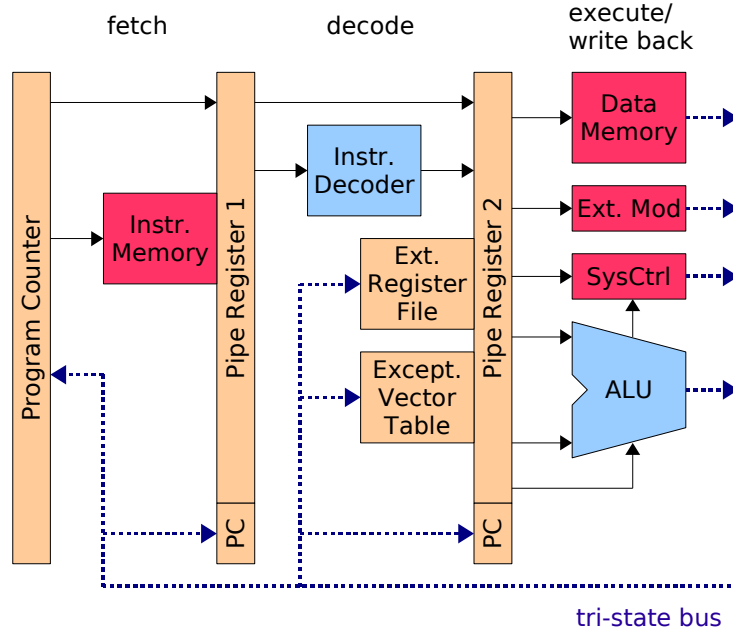 fetch
decode
execute/
write back
Program Counter
Instr.
Memory
Pipe Register 1
PC
Instr.
Decoder
Ext.
Register
File
Except.
Vector
Table
Pipe Register 2
PC
Data
Memory
Ext. Mod
SysCtrl
ALU
tri-state bus